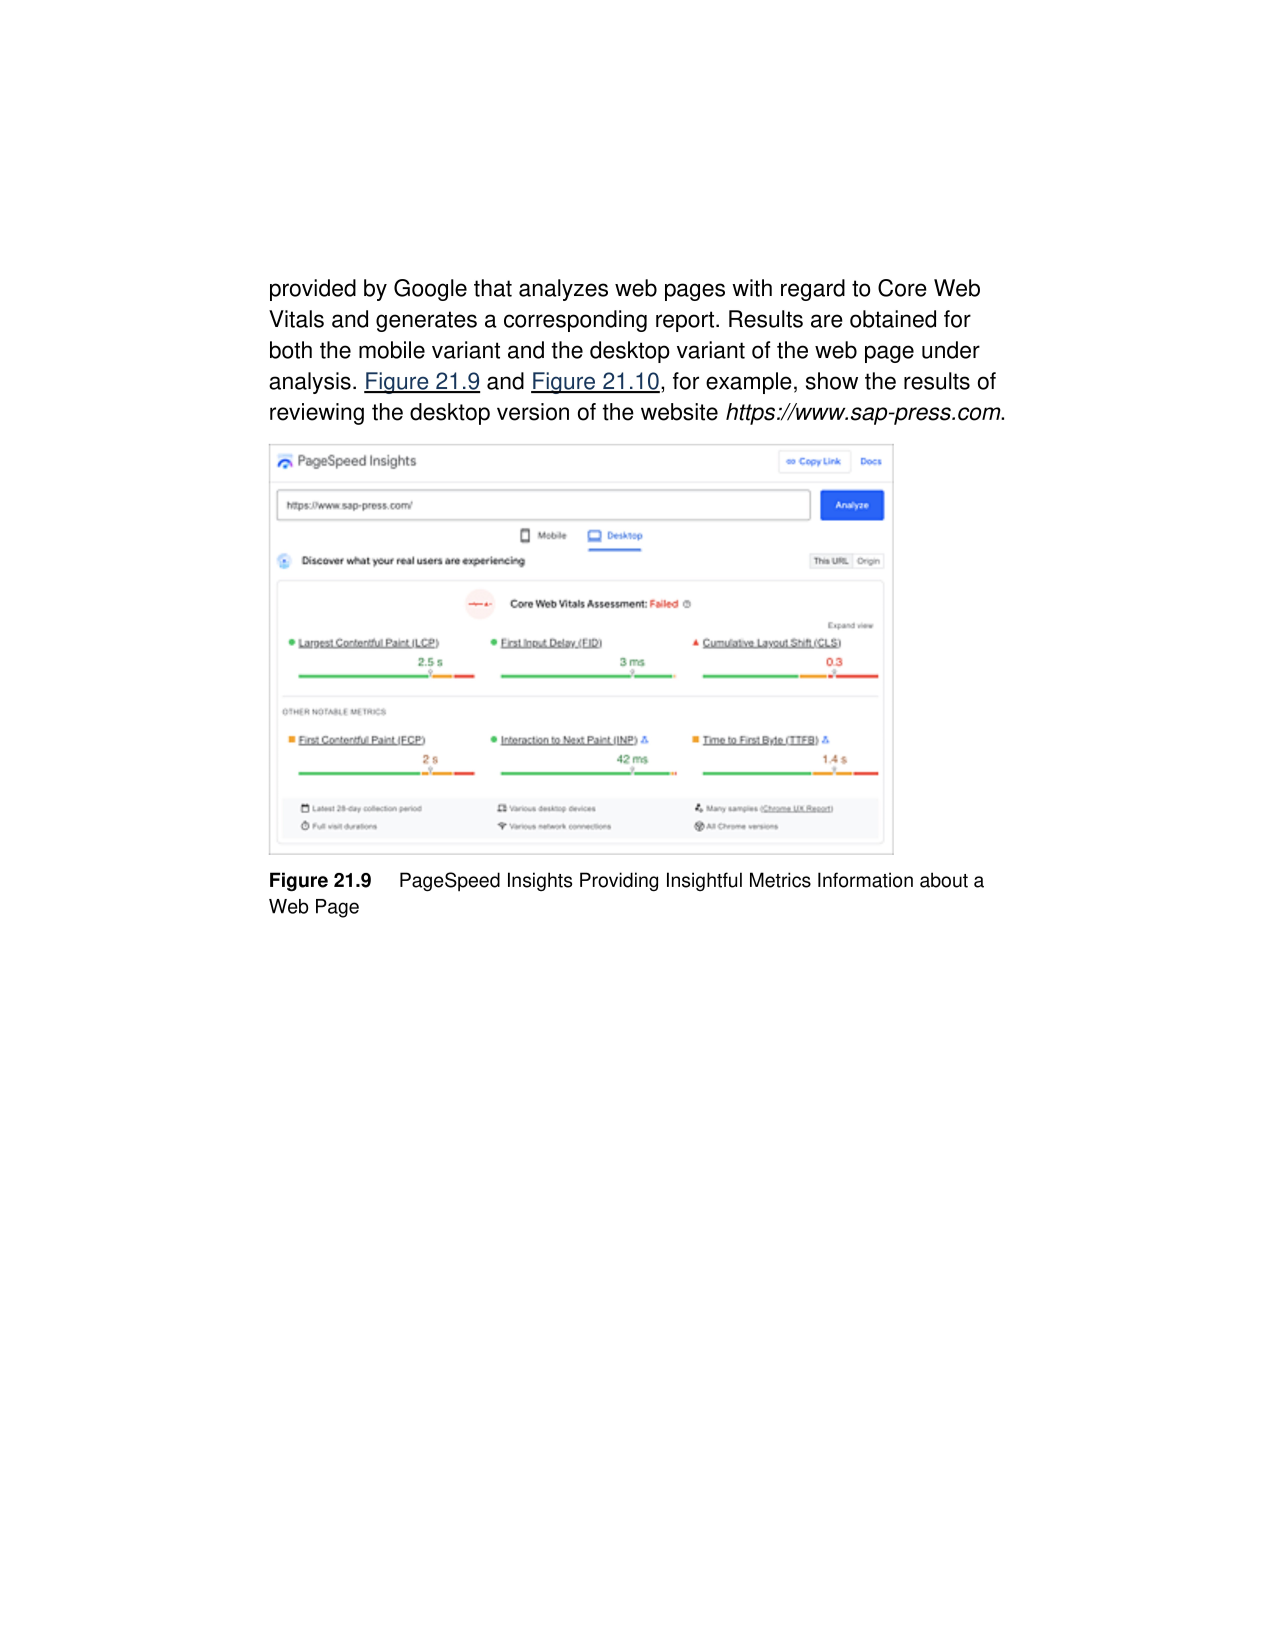 provided by Google that analyzes web pages with regard to Core Web
Vitals and generates a corresponding report. Results are obtained for
both the mobile variant and the desktop variant of the web page under
analysis. Figure 21.9 and Figure 21.10, for example, show the results of
reviewing the desktop version of the website https://www.sap-press.com.
PageSpeed Insights Copy Link Docs
https://www.sap-press.com/ Analyze
Mobile Desktop
Discover what your real users are experiencing This URL Origin
Core Web Vitals Assessment: Failed
Expand view
Largest Contentful Paint (LCP) First Input Delay (FID) Cumulative Layout Shift (CLS)
2.5 s 3 ms 0.3
OTHER NOTABLE METRICS
First Contentful Paint (FCP) Interaction to Next Paint (INP) Time to First Byte (TTFB)
2 s 42 ms 1.4 s
Latest 28-day collection period Various desktop devices Many samples (Chrome UX Report)
Full visit durations Various network connections All Chrome versions
Figure 21.9 PageSpeed Insights Providing Insightful Metrics Information about a
Web Page